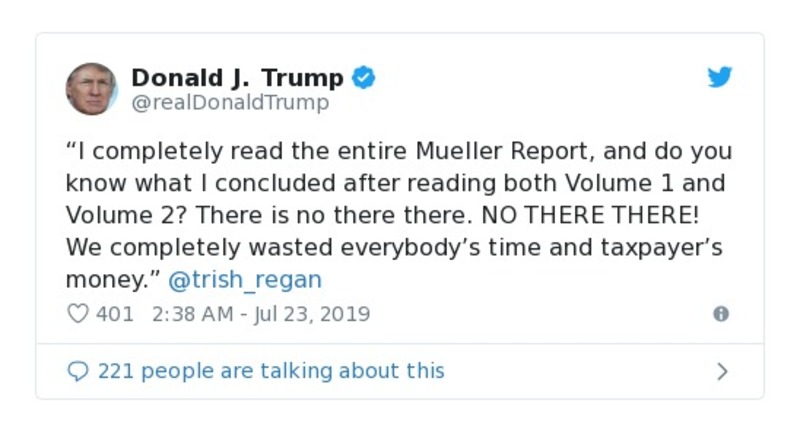 Donald J. Trump
@realDonaldTrump
“I completely read the entire Mueller Report, and do you
know what I concluded after reading both Volume 1 and
Volume 2? There is no there there. NO THERE THERE!
We completely wasted everybody’s time and taxpayer’s
money.” @trish_regan
401 2:38 AM - Jul 23, 2019
221 people are talking about this